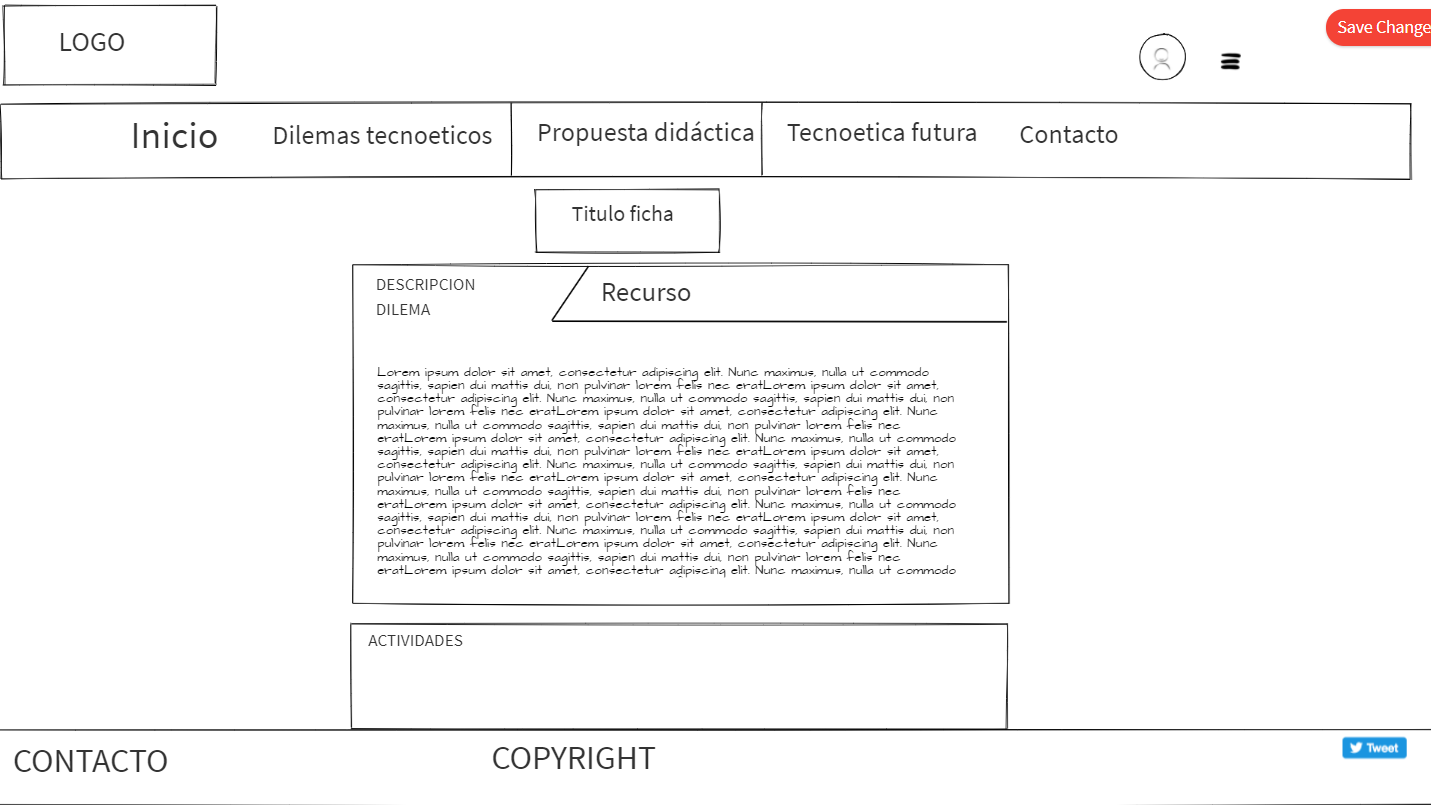 LOGO
Save Change
Inicio
Dilemas tecnoeticos
Propuesta didáctica
Tecnoetica futura
Contacto
Titulo ficha
DESCRIPCION
DILEMA
Recurso
Lorem ipsum dolor sit amet, consectetur adipiscing elit. Nunc maximus, nulla ut commodo
sagittis, sapien dui mattis dui, non pulvinar lorem felis nec eratLorem ipsum dolor sit amet,
consectetur adipiscing elit. Nunc maximus, nulla ut commodo sagittis, sapien dui mattis dui, non
pulvinar lorem felis nec eratLorem ipsum dolor sit amet, consectetur adipiscing elit. Nunc
maximus, nulla ut commodo sagittis, sapien dui mattis dui, non pulvinar lorem felis nec
eratLorem ipsum dolor sit amet, consectetur adipiscing elit. Nunc maximus, nulla ut commodo
sagittis, sapien dui mattis dui, non pulvinar lorem felis nec eratLorem ipsum dolor sit amet,
consectetur adipiscing elit. Nunc maximus, nulla ut commodo sagittis, sapien dui mattis dui, non
pulvinar lorem felis nec eratLorem ipsum dolor sit amet, consectetur adipiscing elit. Nunc
maximus, nulla ut commodo sagittis, sapien dui mattis dui, non pulvinar lorem felis nec
eratLorem ipsum dolor sit amet, consectetur adipiscing elit. Nunc maximus, nulla ut commodo
sagittis, sapien dui mattis dui, non pulvinar lorem felis nec eratLorem ipsum dolor sit amet,
consectetur adipiscing elit. Nunc maximus, nulla ut commodo sagittis, sapien dui mattis dui, non
pulvinar lorem felis nec eratLorem ipsum dolor sit amet, consectetur adipiscing elit. Nunc
maximus, nulla ut commodo sagittis, sapien dui mattis dui, non pulvinar lorem felis nec
eratLorem ipsum dolor sit amet, consectetur adipiscing elit. Nunc maximus, nulla ut commodo
ACTIVIDADES
CONTACTO
COPYRIGHT
Tweet